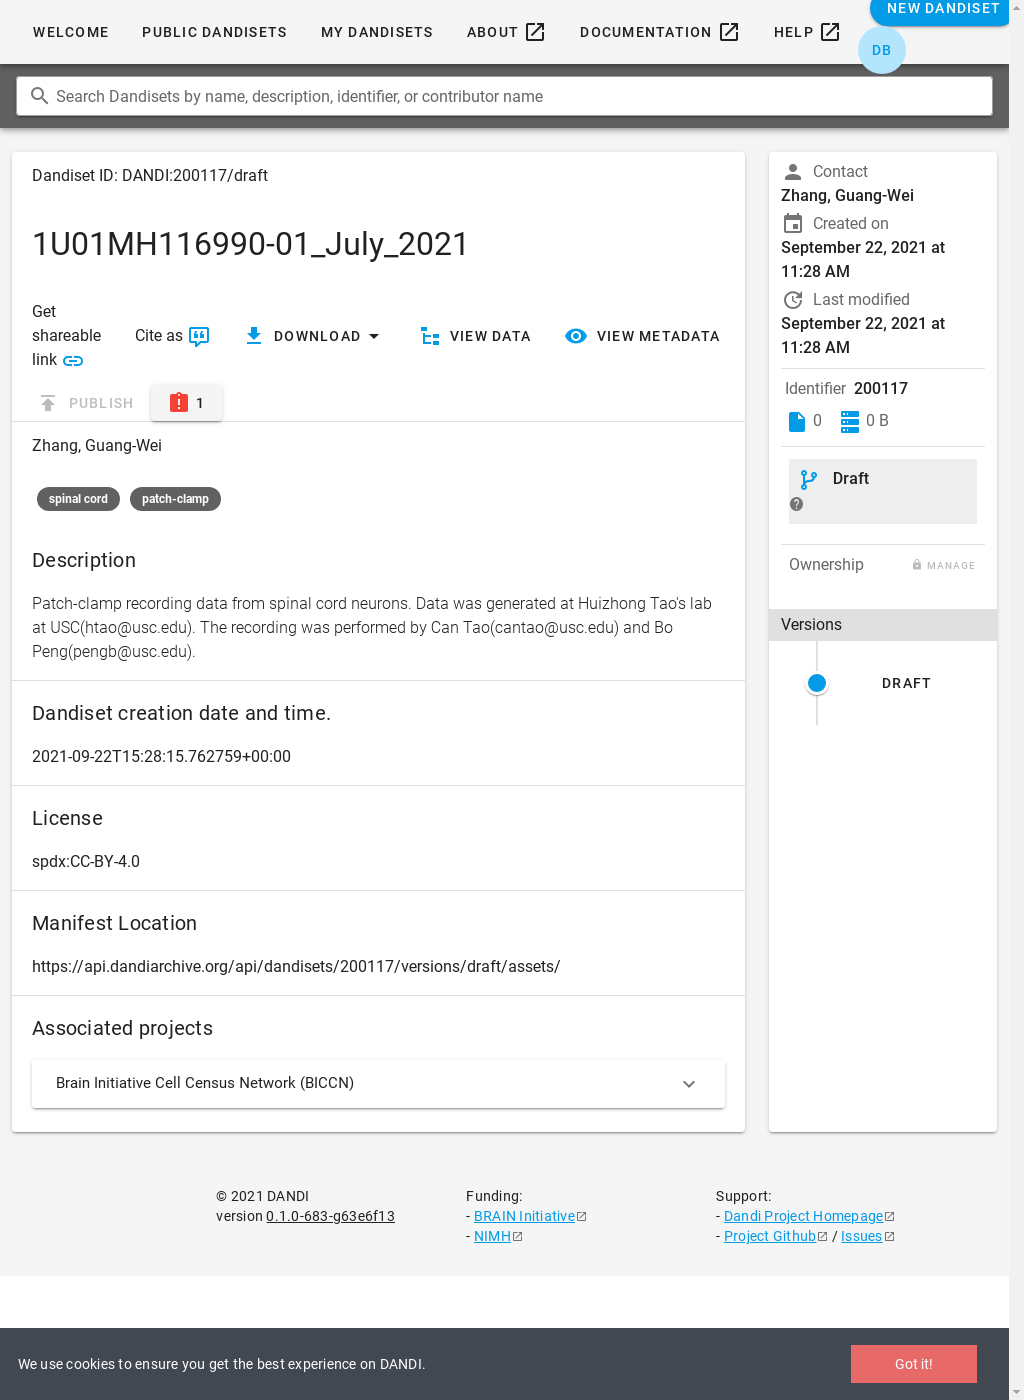 NEW DANDISET
WELCOME
PUBLIC DANDISETS
MY DANDISETS
ABOUT
DOCUMENTATION
HELP
DB
Search Dandisets by name, description, identifier, or contributor name
Dandiset ID: DANDI:200117/draft
1U01MH116990-01_July_2021
Get
shareable
link
Cite as
DOWNLOAD
VIEW DATA
VIEW METADATA
PUBLISH
1
Zhang, Guang-Wei
spinal cord
patch-clamp
Description
Patch-clamp recording data from spinal cord neurons. Data was generated at Huizhong Tao's lab
at USC(htao@usc.edu). The recording was performed by Can Tao(cantao@usc.edu) and Bo
Peng(pengb@usc.edu).
Dandiset creation date and time.
2021-09-22T15:28:15.762759+00:00
License
spdx:CC-BY-4.0
Manifest Location
https://api.dandiarchive.org/api/dandisets/200117/versions/draft/assets/
Associated projects
Brain Initiative Cell Census Network (BICCN)
Contact
Zhang, Guang-Wei
Created on
September 22, 2021 at
11:28 AM
Last modified
September 22, 2021 at
11:28 AM
Identifier 200117
0
0 B
Draft
Ownership
MANAGE
Versions
DRAFT
© 2021 DANDI
version 0.1.0-683-g63e6f13
Funding:
- BRAIN Initiative
- NIMH
Support:
- Dandi Project Homepage
- Project Github / Issues
We use cookies to ensure you get the best experience on DANDI.
Got it!